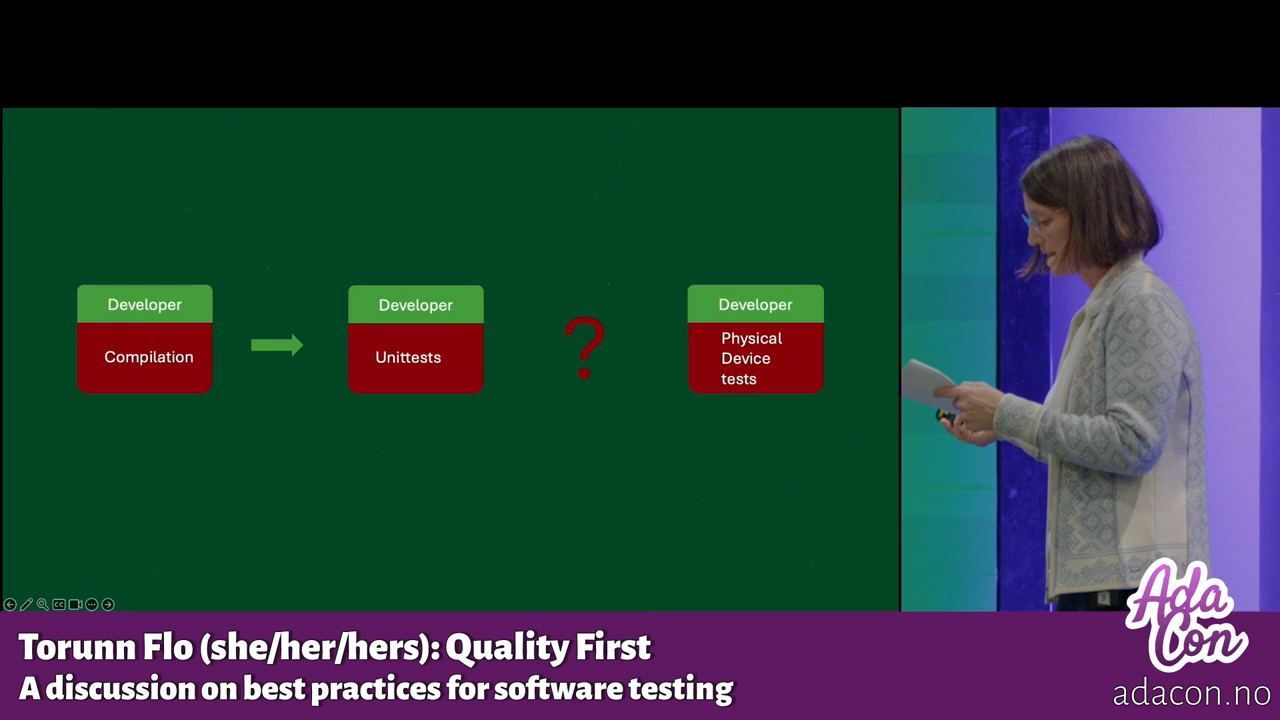 Developer
Compilation
Developer
Unittests
?
Developer
Physical
Device
tests
Torunn Flo (she/her/hers): Quality First
A discussion on best practices for software testing
Ada
Con
adacon.no